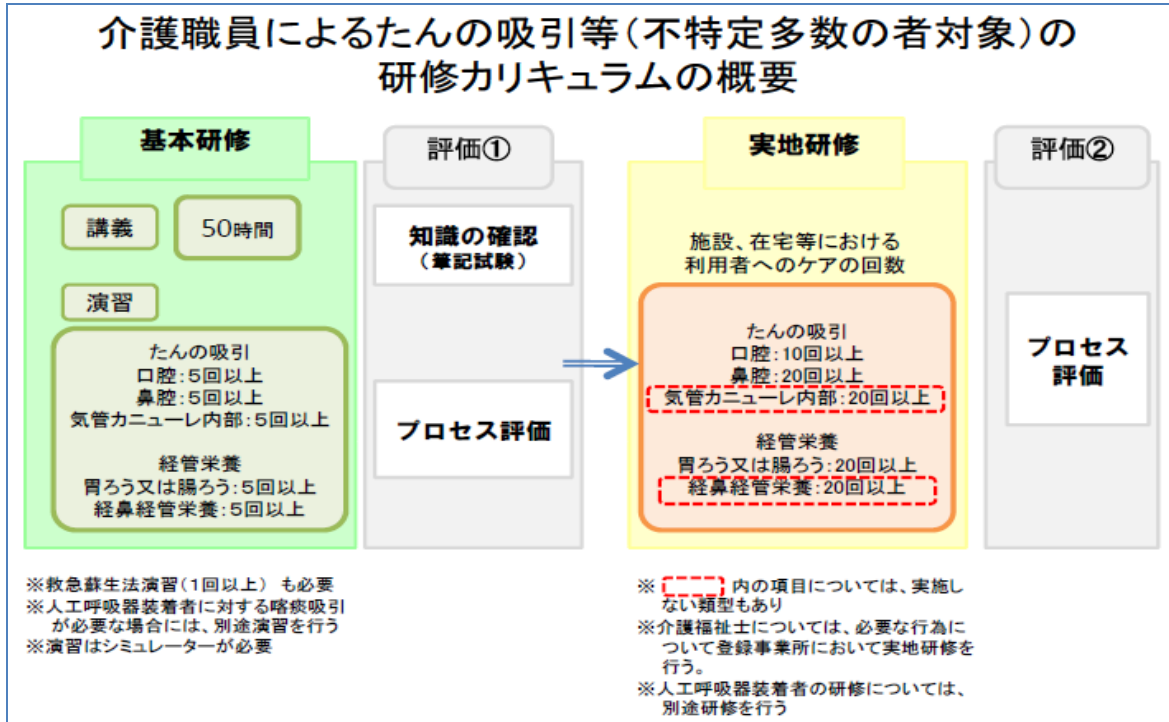 介護職員によるたんの吸引等(不特定多数の者対象)の
研修カリキュラムの概要
基本研修
講義
50時間
演習
たんの吸引
口腔:5回以上
鼻腔:5回以上
気管カニューレ内部:5回以上
経管栄養
胃ろう又は腸ろう:5回以上
経鼻経管栄養:5回以上
※救急蘇生法演習(1回以上) も必要
※人工呼吸器装着者に対する喀痰吸引
が必要な場合には、別途演習を行う
※演習はシミュレーターが必要
評価①
知識の確認
(筆記試験)
プロセス評価
実地研修
施設、在宅等における
利用者へのケアの回数
たんの吸引
口腔:10回以上
鼻腔:20回以上
気管カニューレ内部:20回以上
経管栄養
胃ろう又は腸ろう:20回以上
経鼻経管栄養:20回以上
※ 内の項目については、実施し
ない類型もあり
※介護福祉士については、必要な行為に
ついて登録事業所において実地研修を
行う。
※人工呼吸器装着者の研修については、
別途研修を行う
評価②
プロセス
評価